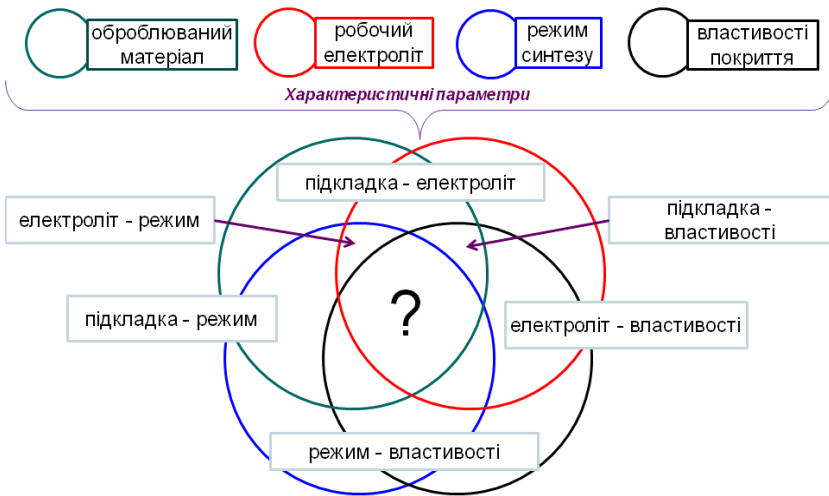 оброблюваний
матеріал
робочий
електроліт
режим
синтезу
властивості
покриття
Характеристичні параметри
підкладка - електроліт
електроліт - режим
підкладка -
властивості
підкладка - режим
?
електроліт - властивості
режим - властивості